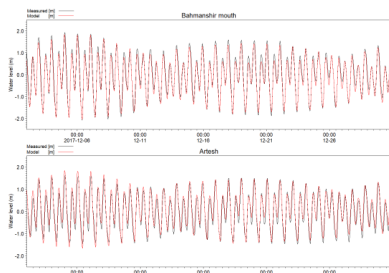 Measured [m]
Model [m]
Bahmanshir mouth
Water level (m)
2.0
1.0
0.0
-1.0
-2.0
00:00 00:00 00:00 00:00 00:00
2017-12-06 12-11 12-16 12-21 12-26
Measured [m]
Model [m]
Artesh
Water level (m)
2.0
1.0
0.0
-1.0
-2.0
00:00 00:00 00:00 00:00 00:00